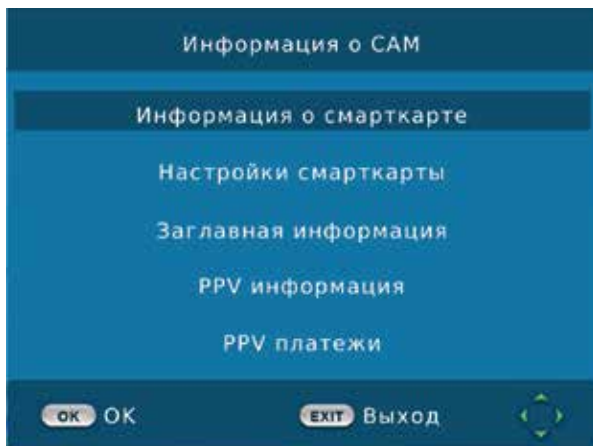 Информация о CAM
Информация о смарткарте
Настройки смарткарты
Заглавная информация
PPV информация
PPV платежи
OK OK EXIT Выход